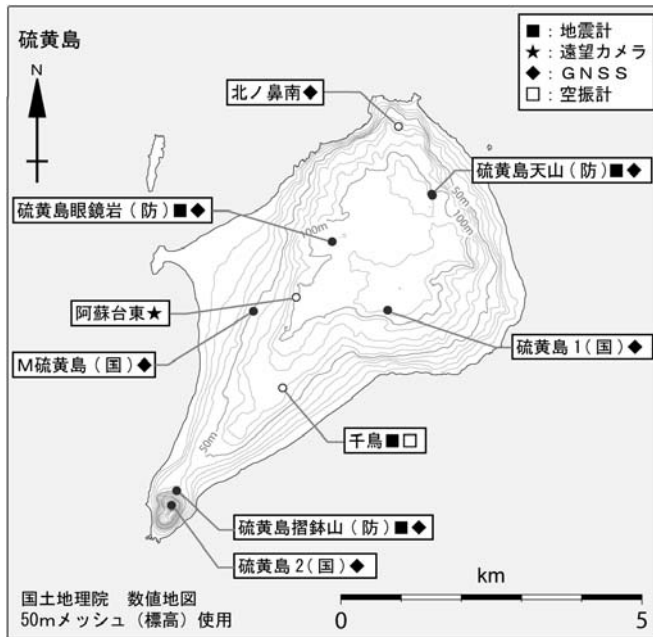 硫黄島
N
■：地震計
★：遠望カメラ
◆：ＧＮＳＳ
□：空振計
北ノ鼻南◆
硫黄島天山（防）■◆
硫黄島眼鏡岩（防）■◆
50m
100m
100m
阿蘇台東★
Ｍ硫黄島（国）◆
硫黄島１(国)◆
千鳥■□
50m
硫黄島摺鉢山（防）■◆
硫黄島２(国)◆
国土地理院　数値地図
50ｍメッシュ（標高）使用
km
0
5